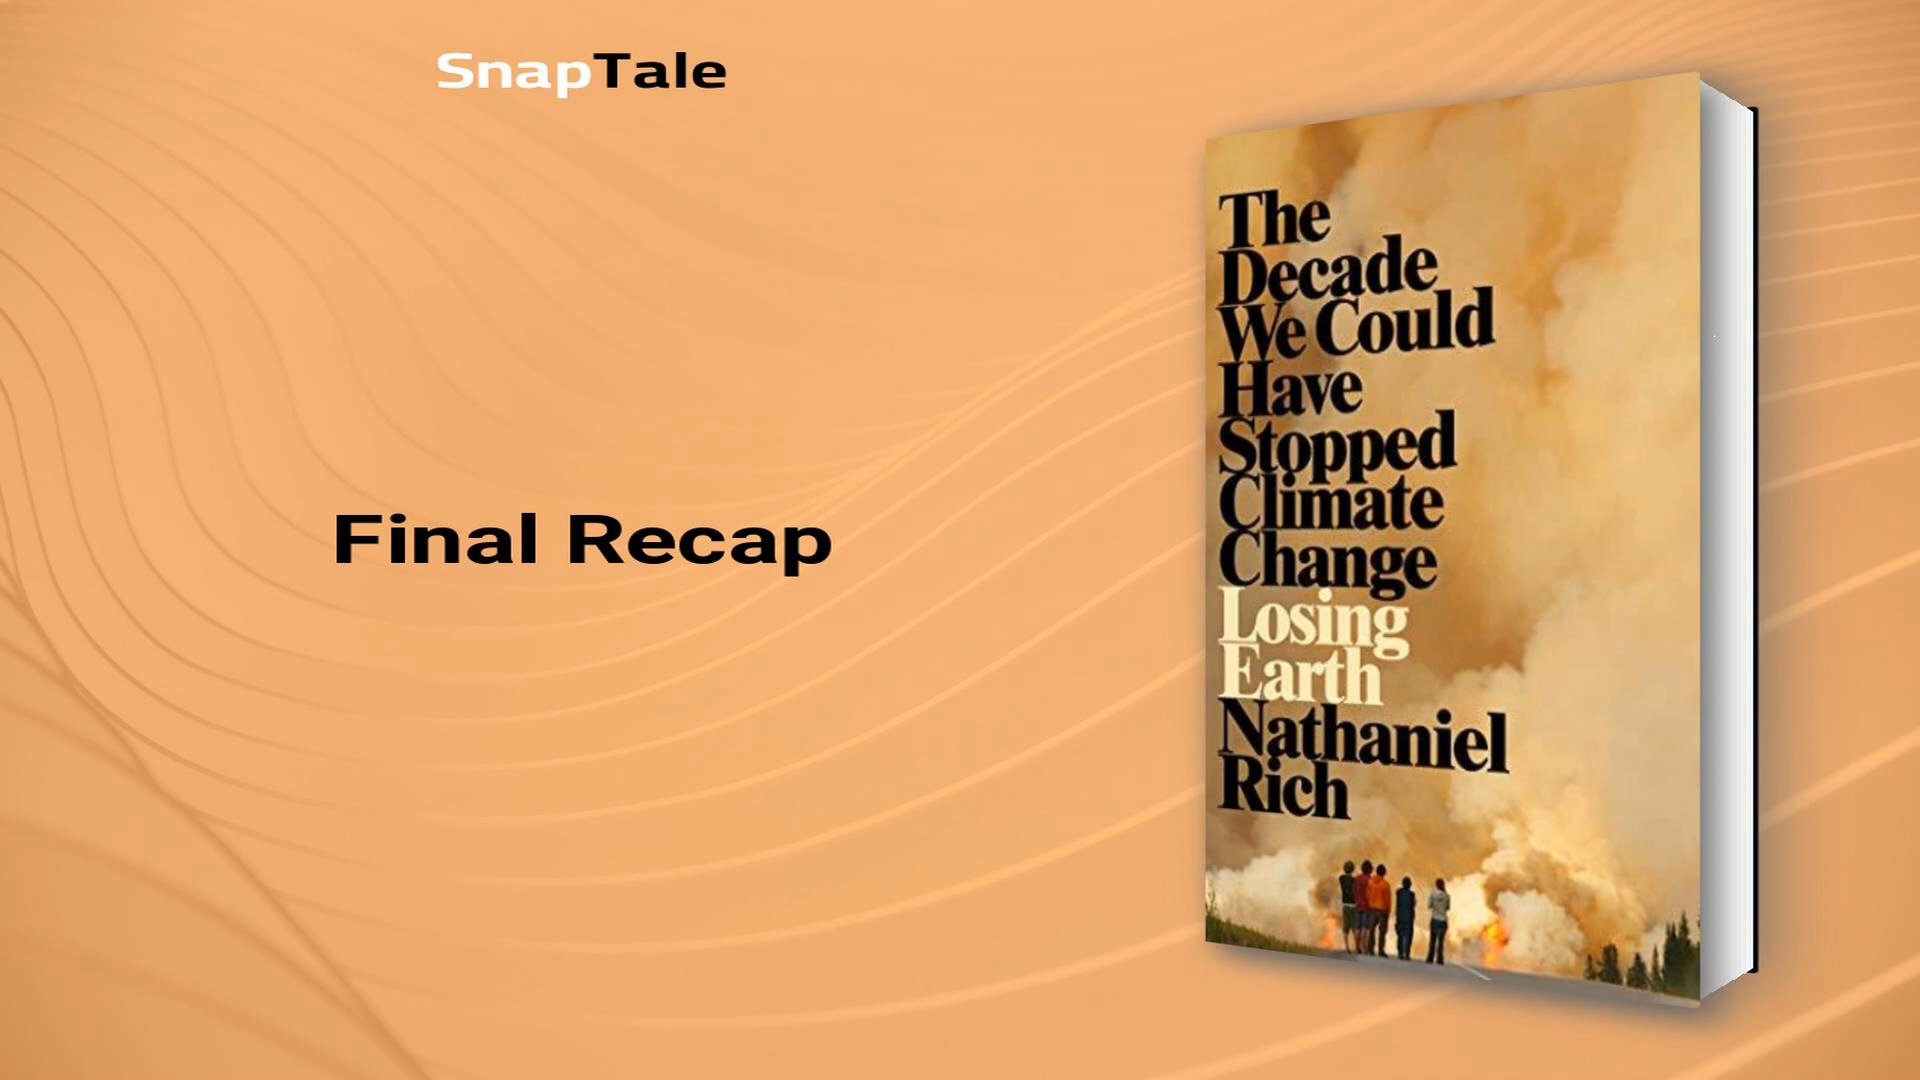 SnapTale
Final Recap
The
Decade
We Could
Have
Stopped
Climate
Change
Losing
Earth
Nathaniel
Rich